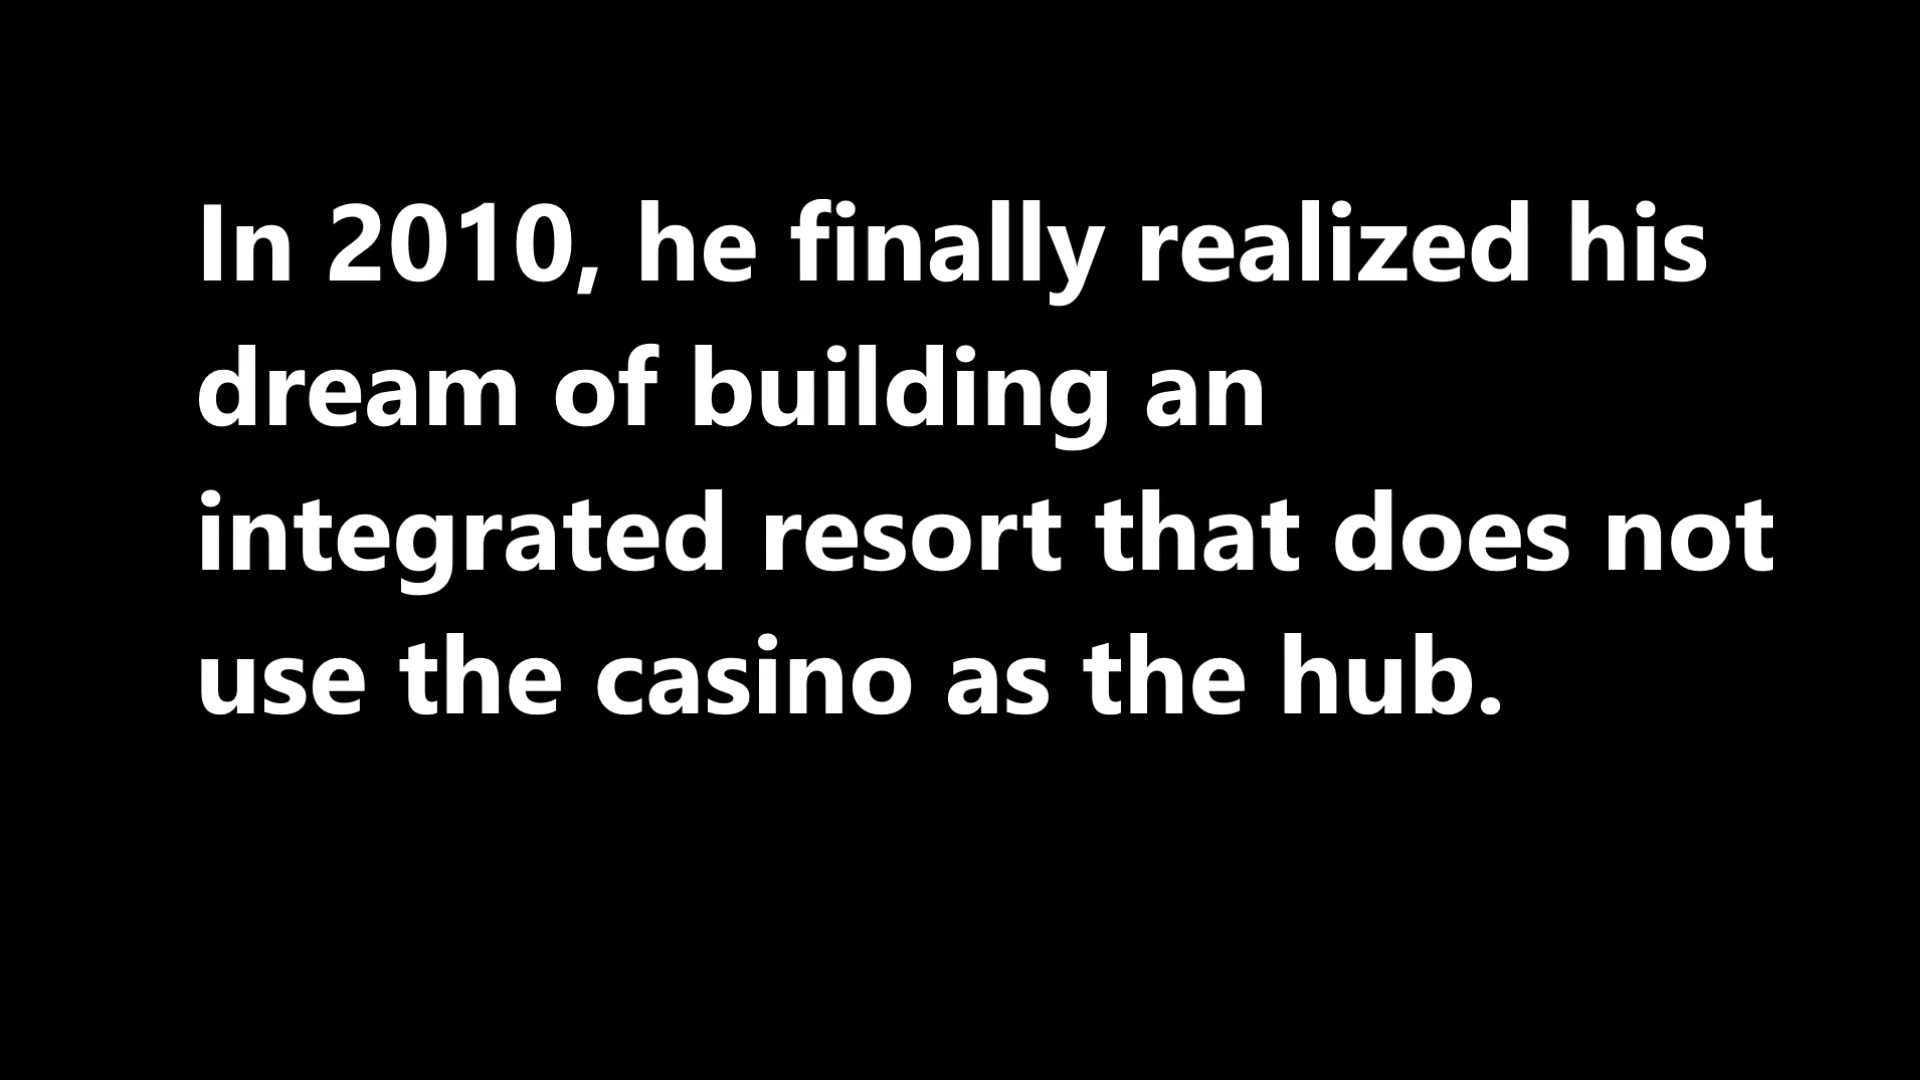 In 2010, he finally realized his
dream of building an
integrated resort that does not
use the casino as the hub.